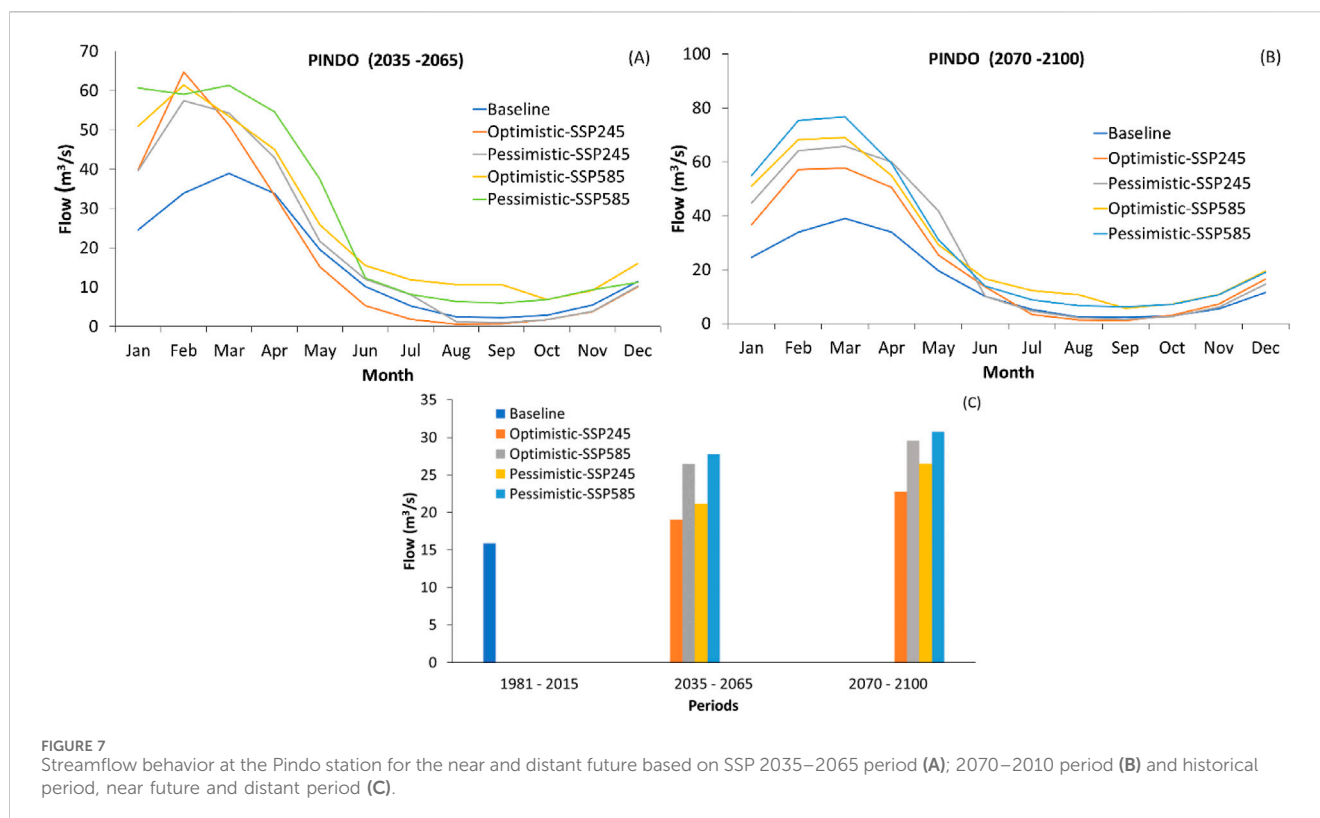 PINDO (2035 -2065)
(A)
70
60
50
40
30
20
10
0
Flow (m³/s)
Baseline
Optimistic-SSP245
Pessimistic-SSP245
Optimistic-SSP585
Pessimistic-SSP585
Jan Feb Mar Apr May Jun Jul Aug Sep Oct Nov Dec
Month
PINDO (2070 -2100)
(B)
100
80
60
40
20
0
Flow (m³/s)
Baseline
Optimistic-SSP245
Pessimistic-SSP245
Optimistic-SSP585
Pessimistic-SSP585
Jan Feb Mar Apr May Jun Jul Aug Sep Oct Nov Dec
Month
(C)
35
30
25
20
15
10
5
0
Flow (m³/s)
Baseline
Optimistic-SSP245
Optimistic-SSP585
Pessimistic-SSP245
Pessimistic-SSP585
1981 - 2015 2035 - 2065 2070 - 2100
Periods
FIGURE 7
Streamflow behavior at the Pindo station for the near and distant future based on SSP 2035–2065 period (A); 2070–2010 period (B) and historical
period, near future and distant period (C).